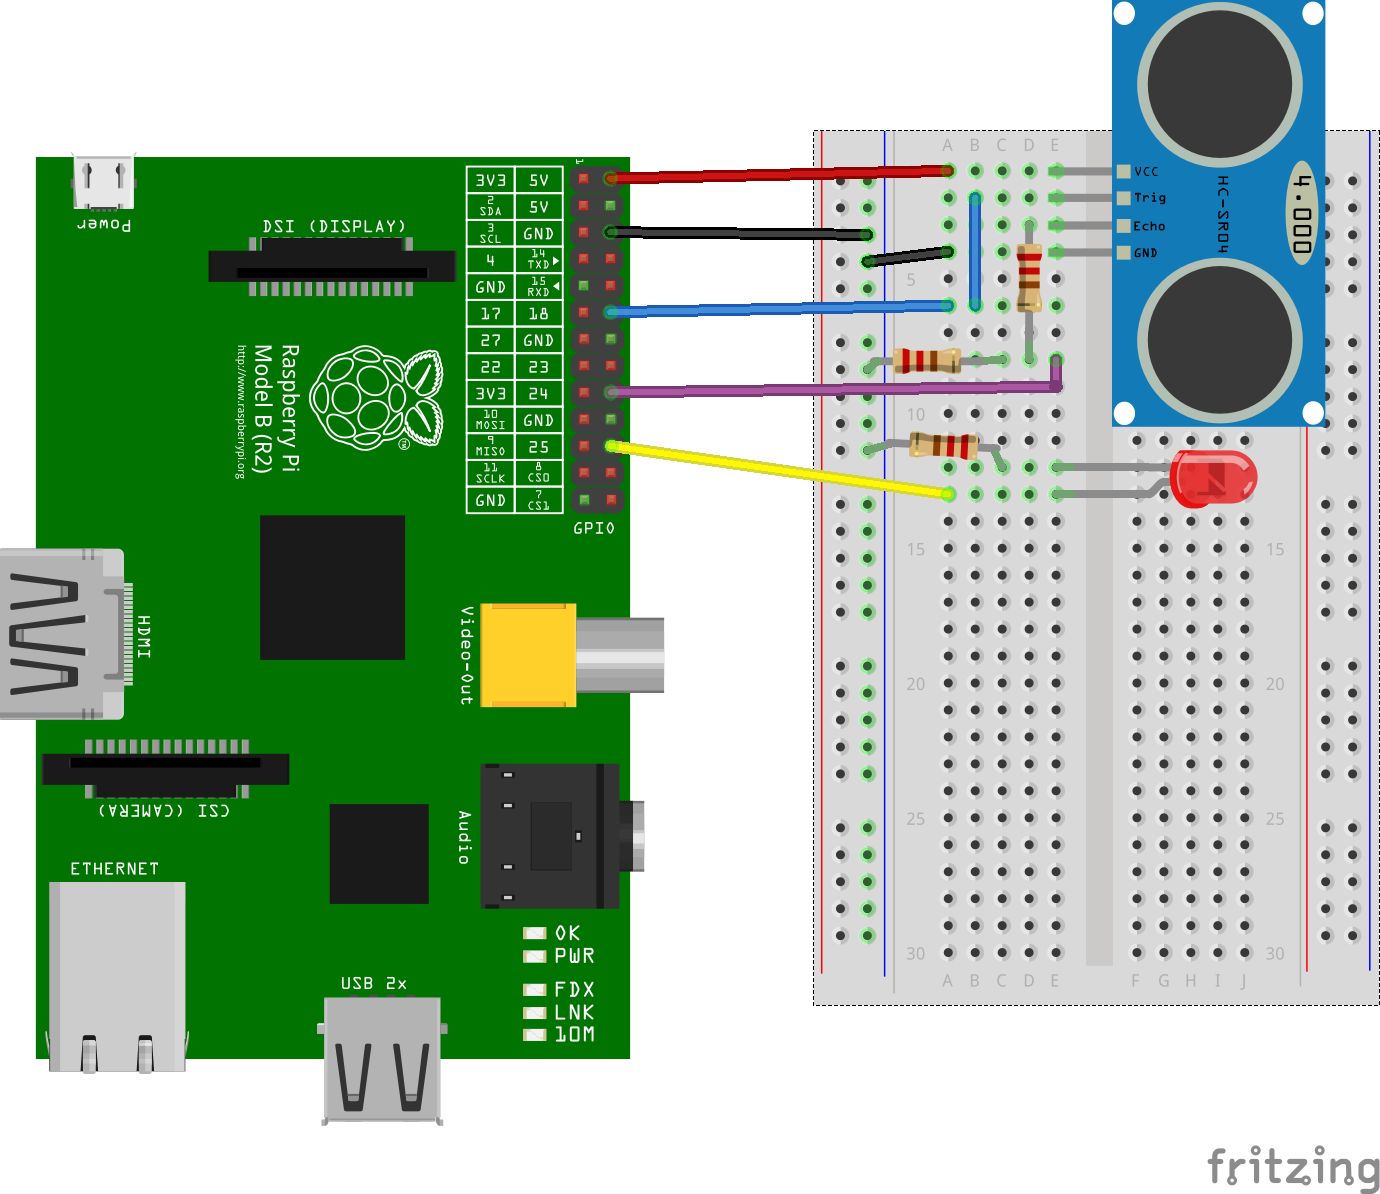 Power
DSI (DISPLAY)
1
3V3 5V
2 SDA 5V
3 SCL GND
4 14 TXD
GND 15 RXD
17 18
27 GND
22 23
3V3 24
10 MOSI GND
9 MISO 25
11 SCLK 8 CS0
GND 7 CS1
GPIO
Raspberry Pi
Model B (R2)
http://www.raspberrypi.org
TM
HDMI
Video-Out
CSI (CAMERA)
Audio
ETHERNET
USB 2x
OK
PWR
FDX
LNK
10M
A B C D E
VCC
Trig
Echo
GND
HC-SR04
4.000
5
10
15 15
20 20
25 25
30 30
A B C D E F G H I J
fritzing